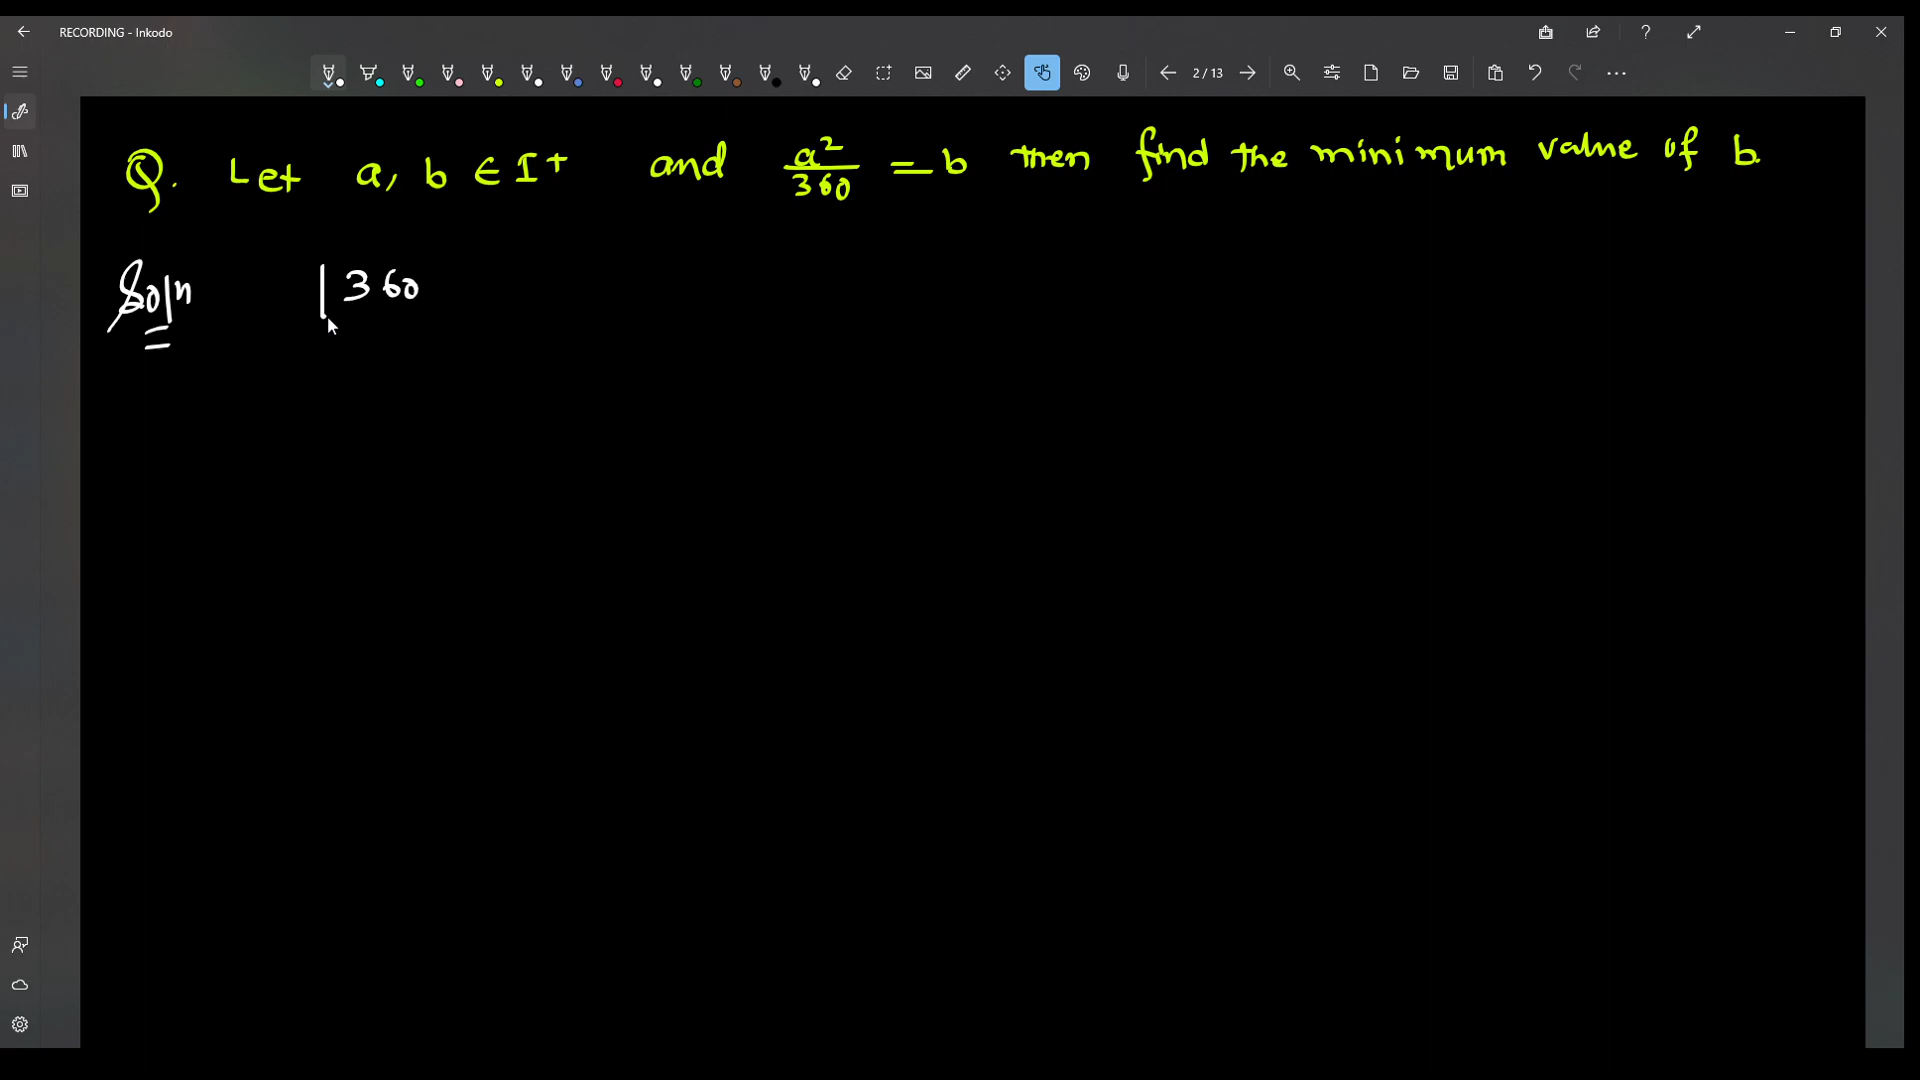 RECORDING - Inkodo
2 / 13
Q. Let a, b ∈ I⁺ and a²/360 = b then find the minimum value of b.
Soln | 360